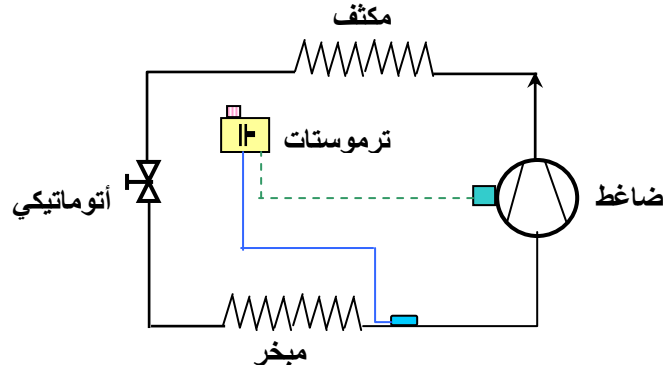 مكثف
ترموستات
ضاغط
أتوماتيكي
مبخر